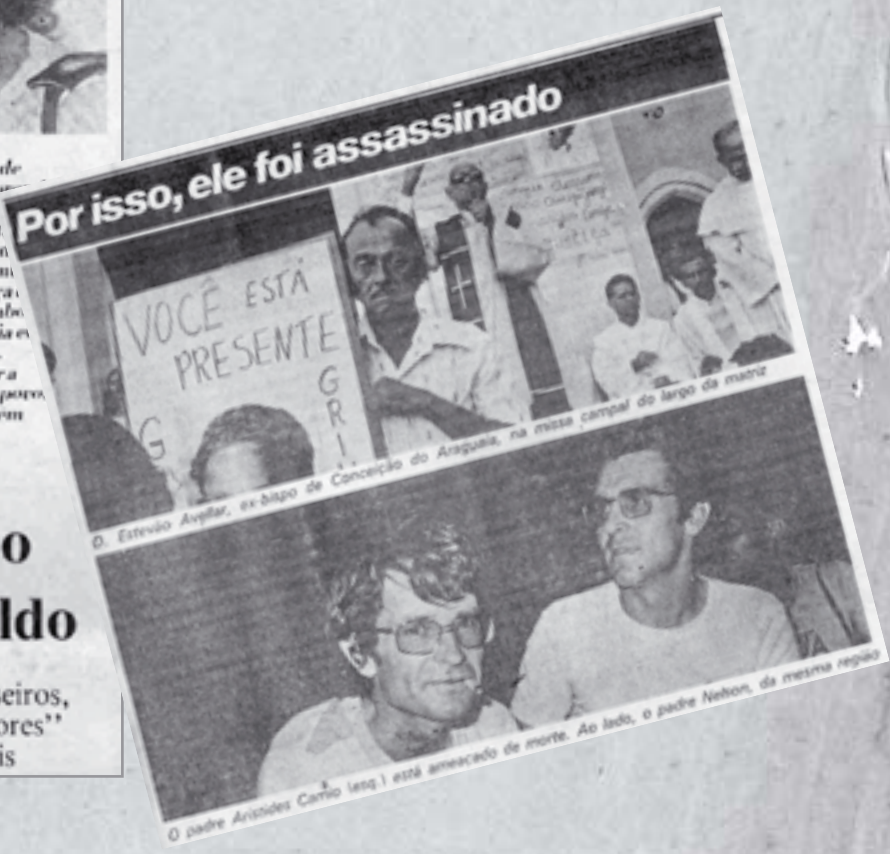 Por isso, ele foi assassinado
VOCÊ ESTÁ
PRESENTE
G
G
R
I
D. Estevão Avellar, ex-bispo de Conceição do Araguaia, na missa campal do largo da matriz
O padre Aristides Camio (esq.) está ameaçado de morte. Ao lado, o padre Nelson, da mesma região
o
ldo
eiros,
ores"
is